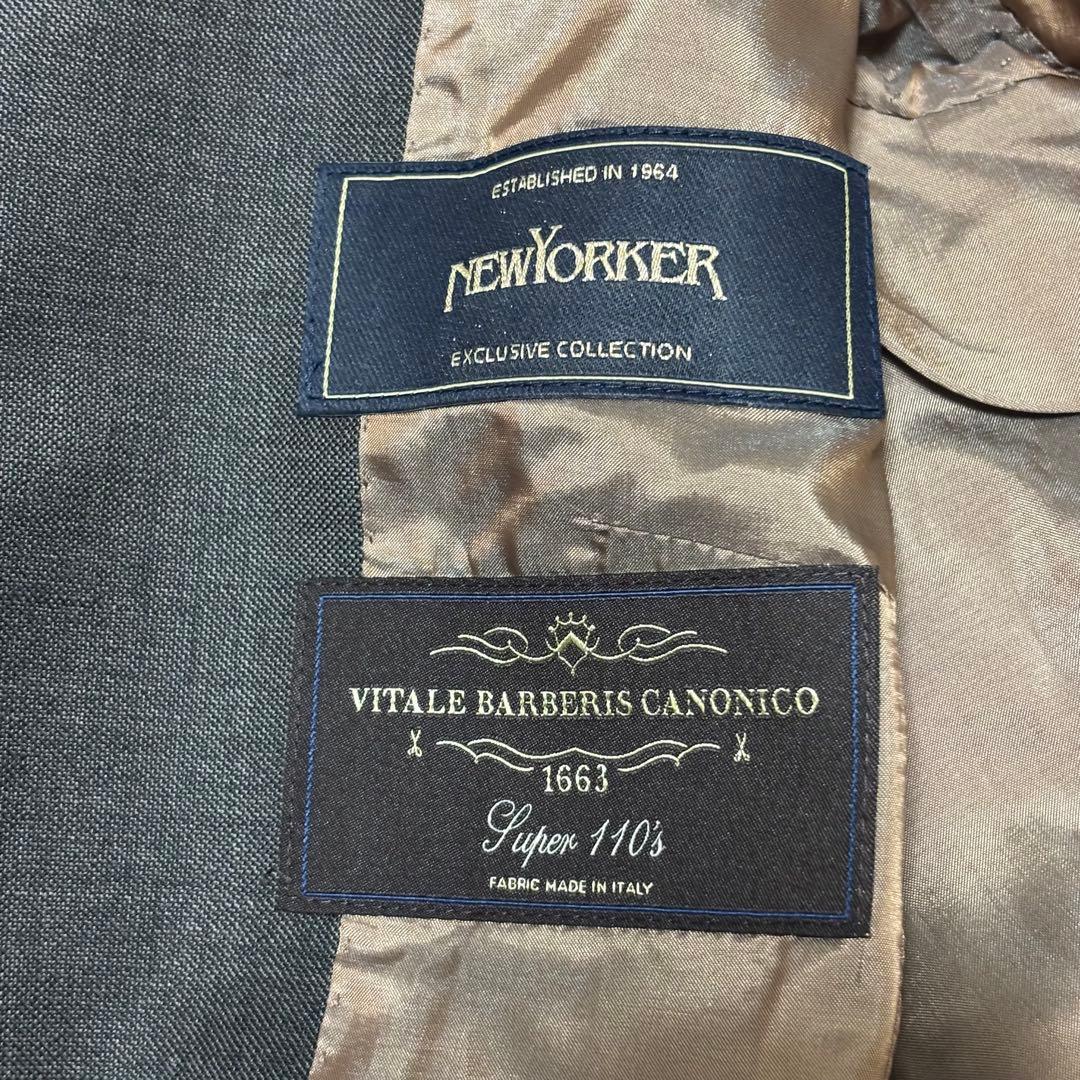 ESTABLISHED IN 1964
NEWYORKER
EXCLUSIVE COLLECTION
VITALE BARBERIS CANONICO
1663
Super 110's
FABRIC MADE IN ITALY